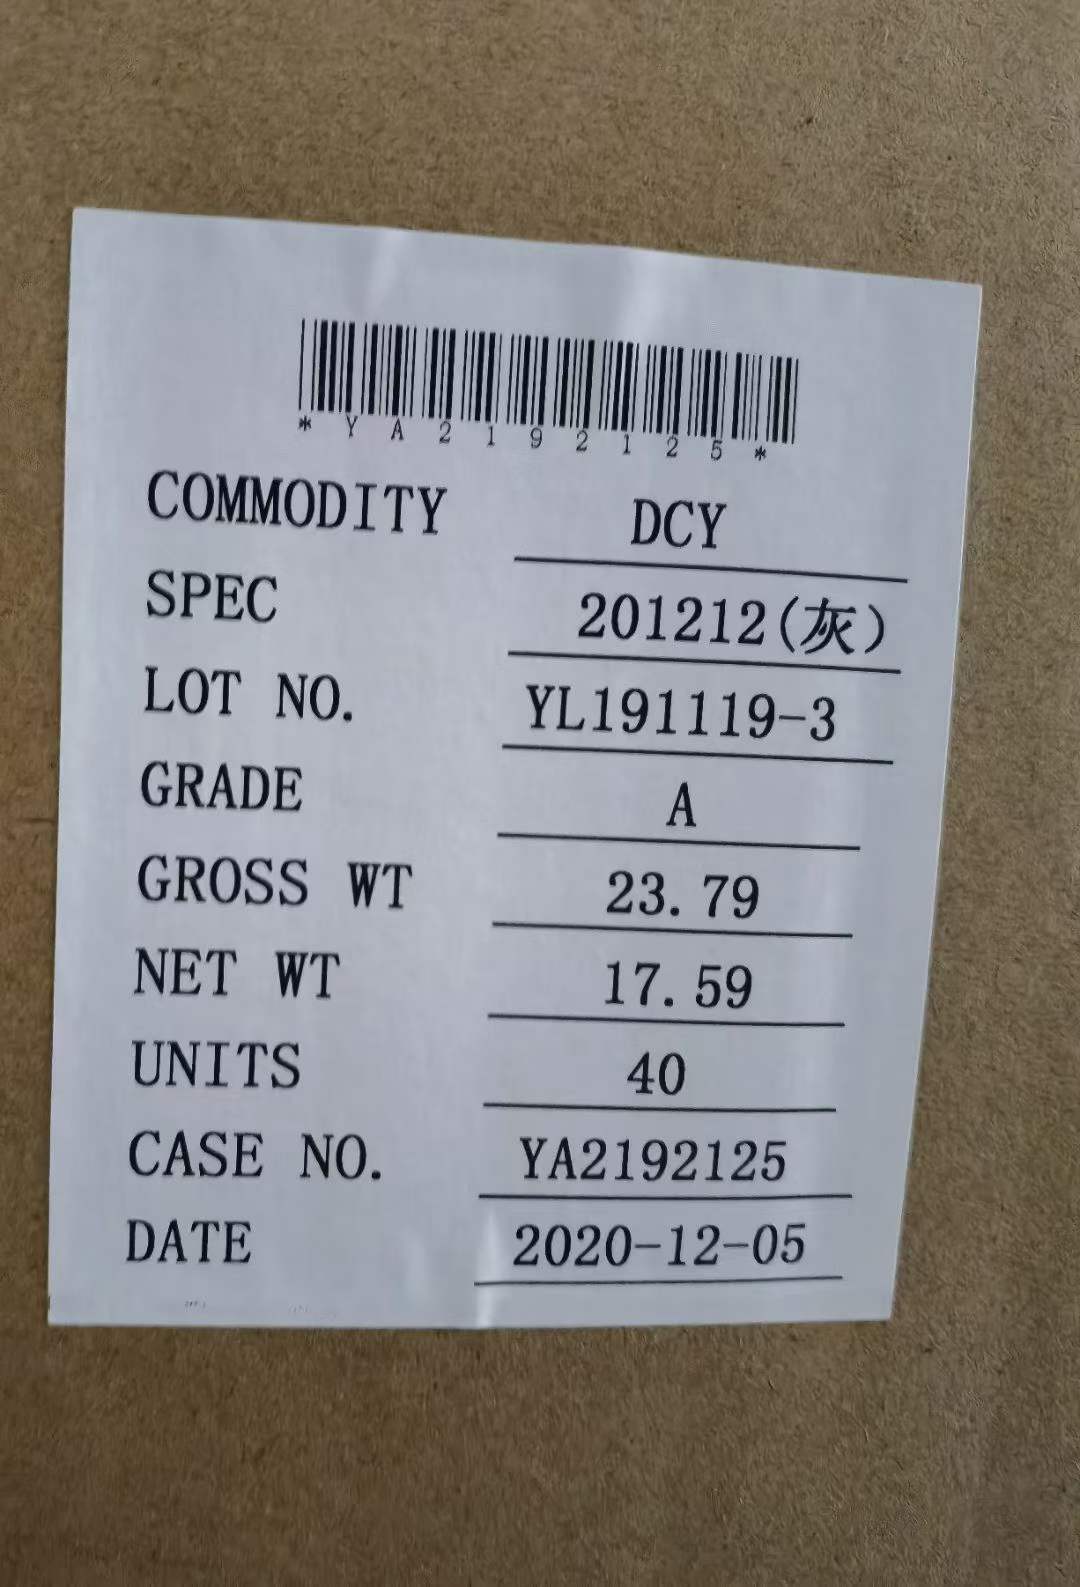 *YA2192125*
COMMODITY DCY
SPEC 201212(灰)
LOT NO. YL191119-3
GRADE A
GROSS WT 23.79
NET WT 17.59
UNITS 40
CASE NO. YA2192125
DATE 2020-12-05